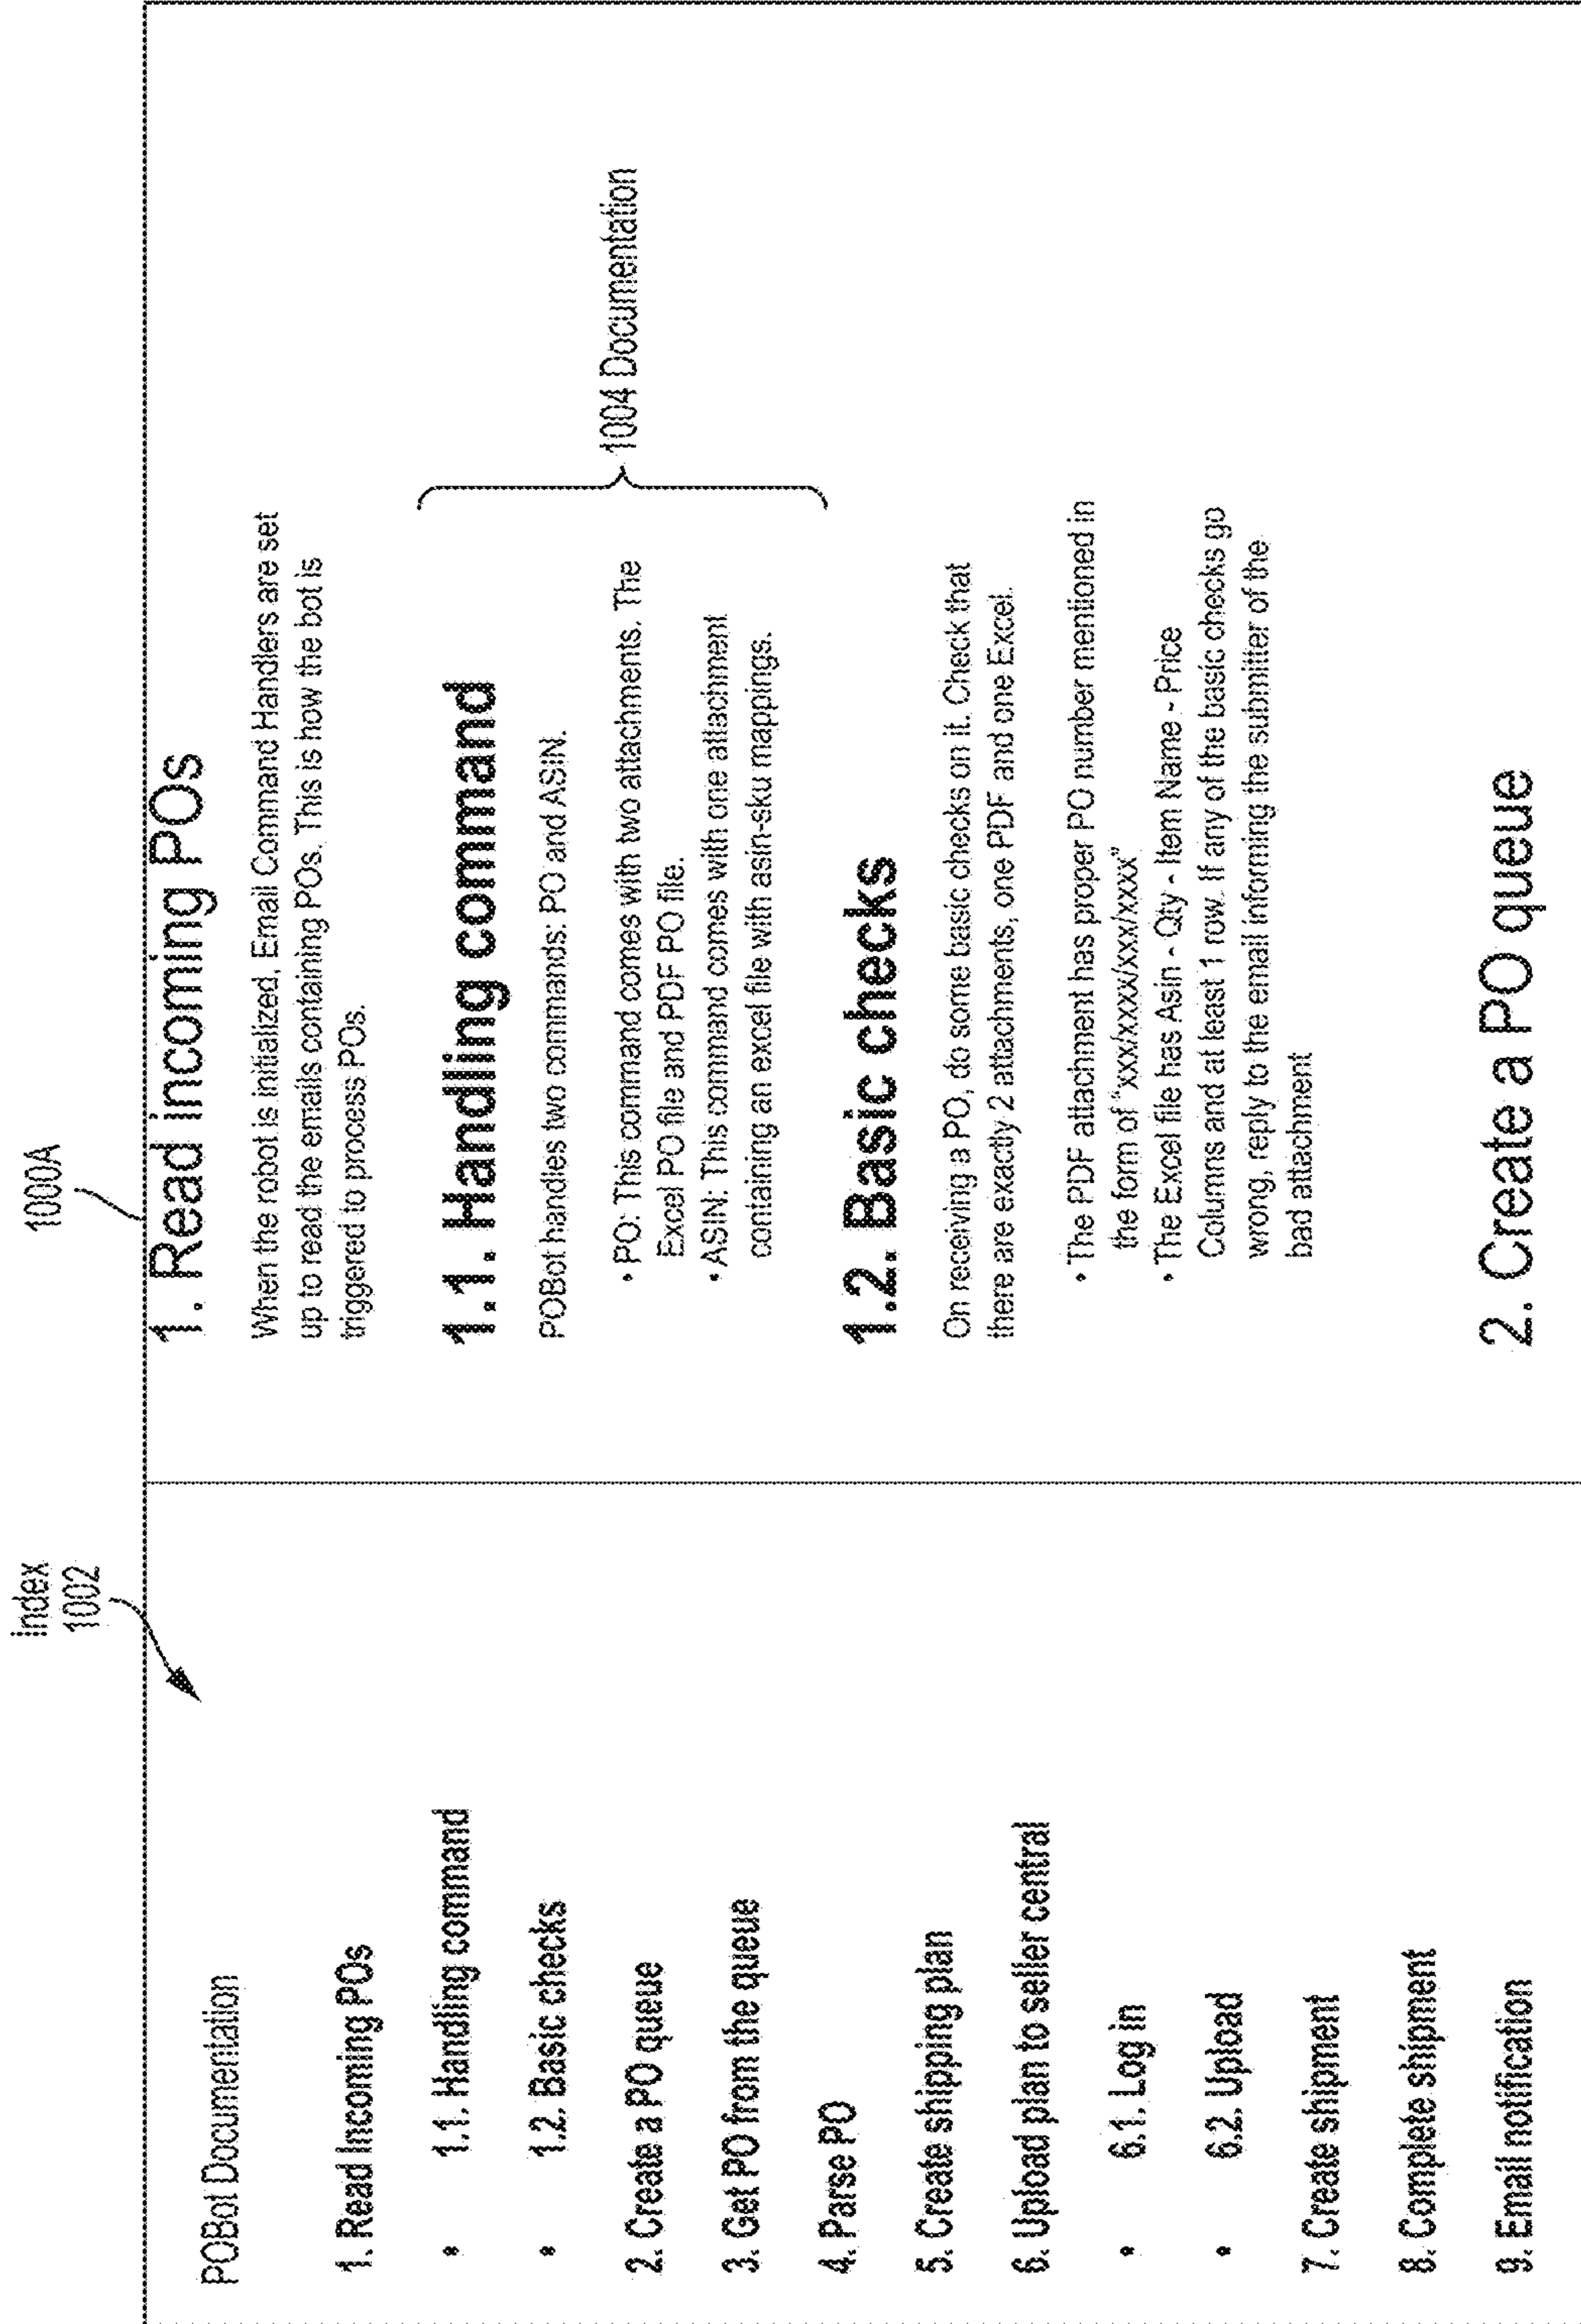 Index
1002
1000A
POBot Documentation
1. Read Incoming POs
• 1.1. Handling command
• 1.2. Basic checks
2. Create a PO queue
3. Get PO from the queue
4. Parse PO
5. Create shipping plan
6. Upload plan to seller central
• 6.1. Log in
• 6.2. Upload
7. Create shipment
8. Complete shipment
9. Email notification
1. Read incoming POs
When the robot is initialized, Email Command Handlers are set
up to read the emails containing POs. This is how the bot is
triggered to process POs.
1.1. Handling command
POBot handles two commands: PO and ASIN.
• PO: This command comes with two attachments. The
Excel PO file and PDF PO file.
• ASIN: This command comes with one attachment
containing an excel file with asin-sku mappings.
1004 Documentation
1.2. Basic checks
On receiving a PO, do some basic checks on it. Check that
there are exactly 2 attachments, one PDF and one Excel.
• The PDF attachment has proper PO number mentioned in
the form of "xxx/xxxx/xxx/xxxx"
• The Excel file has Asin - Qty - Item Name - Price
Columns and at least 1 row. If any of the basic checks go
wrong, reply to the email informing the submitter of the
bad attachment
2. Create a PO queue